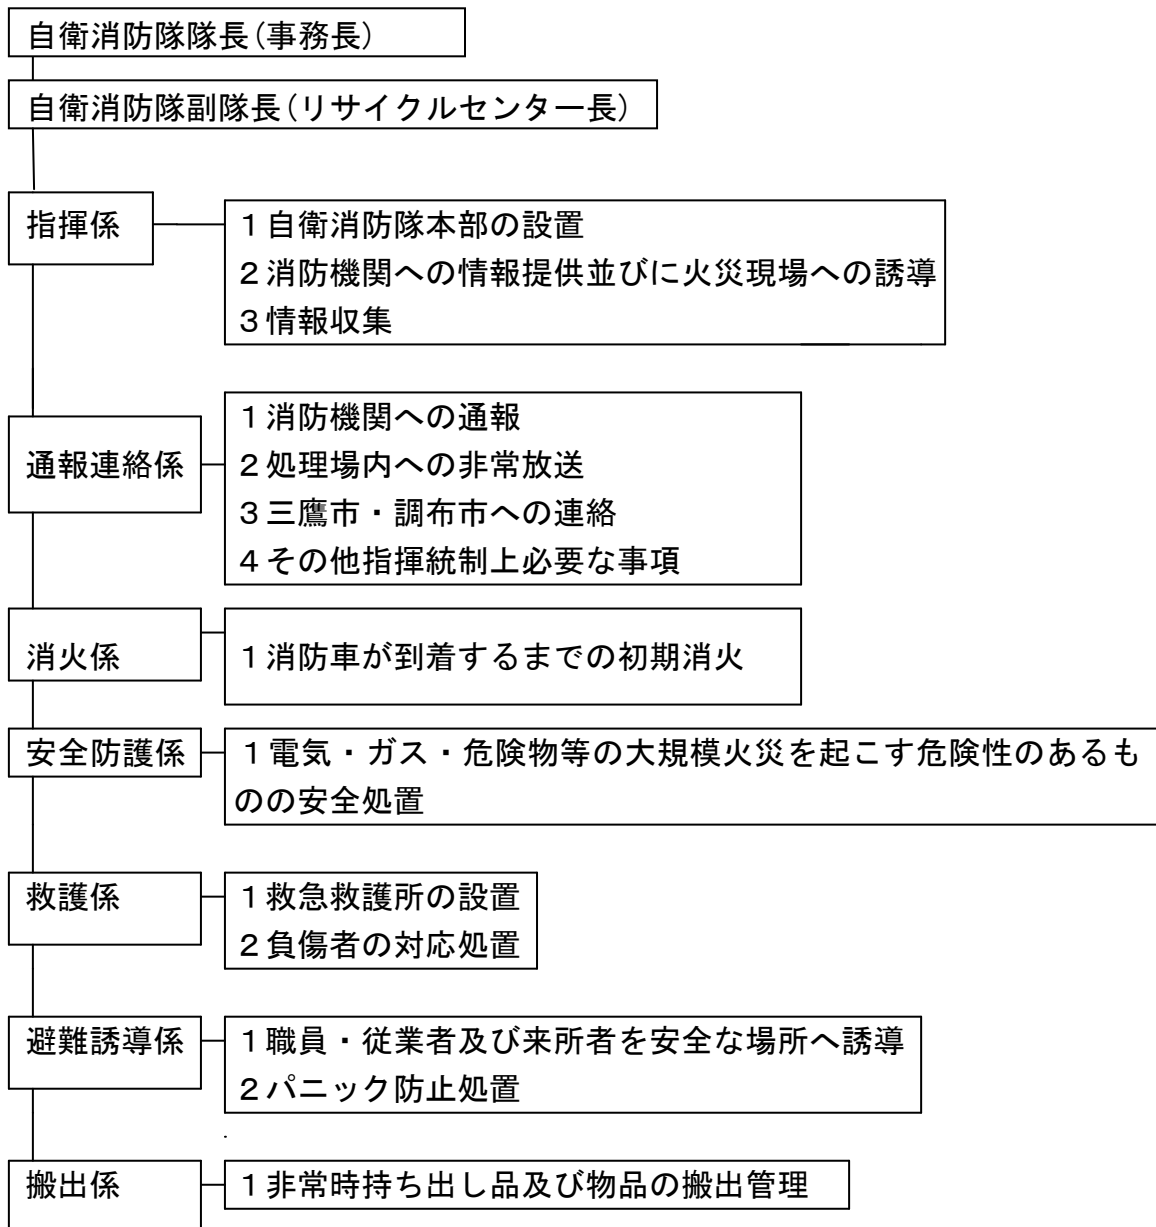 自衛消防隊隊長(事務長)
自衛消防隊副隊長(リサイクルセンター長)
指揮係
1自衛消防隊本部の設置
2消防機関への情報提供並びに火災現場への誘導
3情報収集
通報連絡係
1消防機関への通報
2処理場内への非常放送
3三鷹市・調布市への連絡
4その他指揮統制上必要な事項
消火係
1消防車が到着するまでの初期消火
安全防護係
1電気・ガス・危険物等の大規模火災を起こす危険性のあるも
のの安全処置
救護係
1救急救護所の設置
2負傷者の対応処置
避難誘導係
1職員・従業者及び来所者を安全な場所へ誘導
2パニック防止処置
搬出係
1非常時持ち出し品及び物品の搬出管理